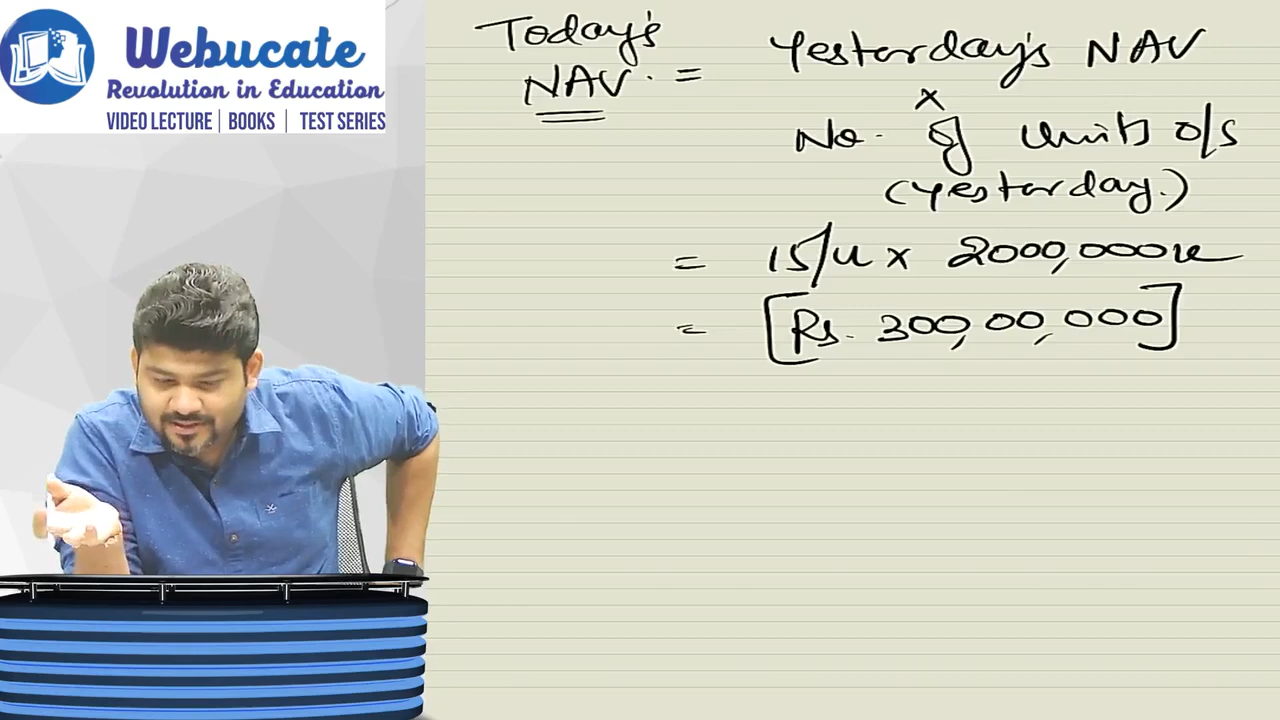 Webucate
Revolution in Education
VIDEO LECTURE | BOOKS | TEST SERIES
Today's
NAV. = Yesterday's NAV
x
No. of Units o/s
(yesterday.)
= 15/u x 2000,000u
= [Rs. 300,00,000]